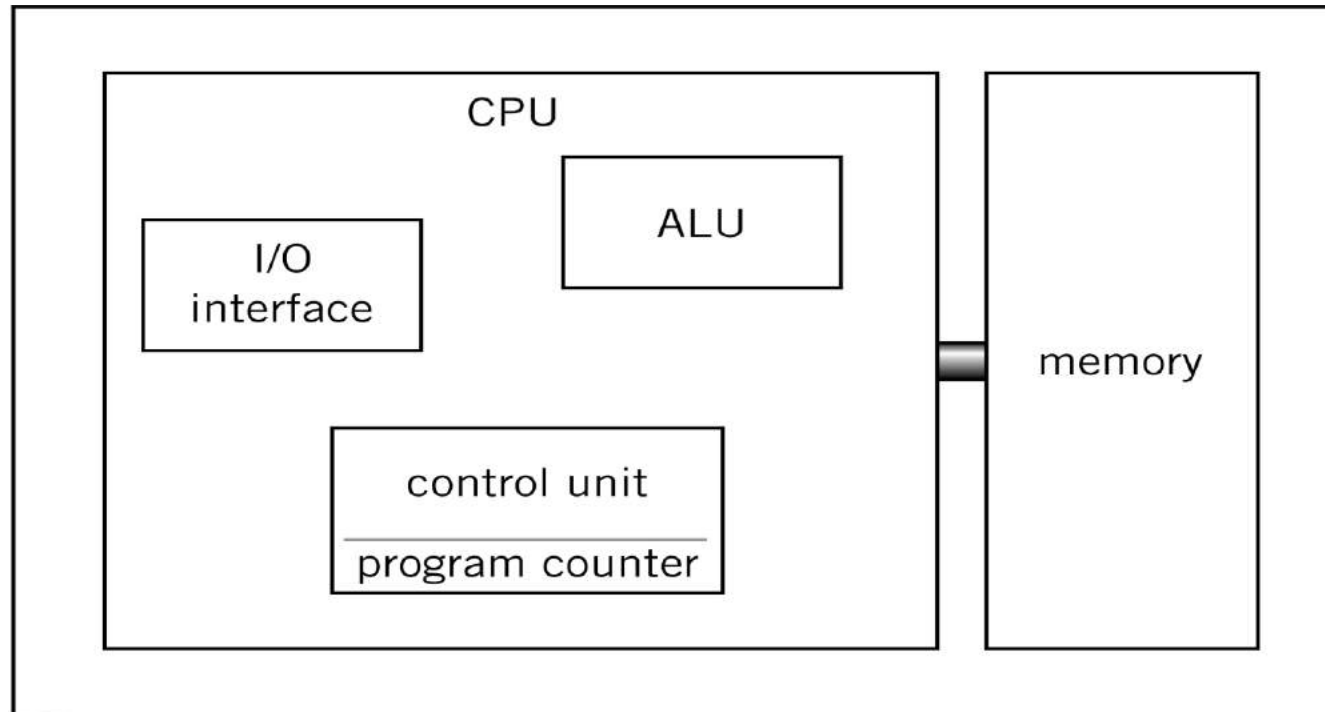 CPU
ALU
I/O
interface
memory
control unit
program counter